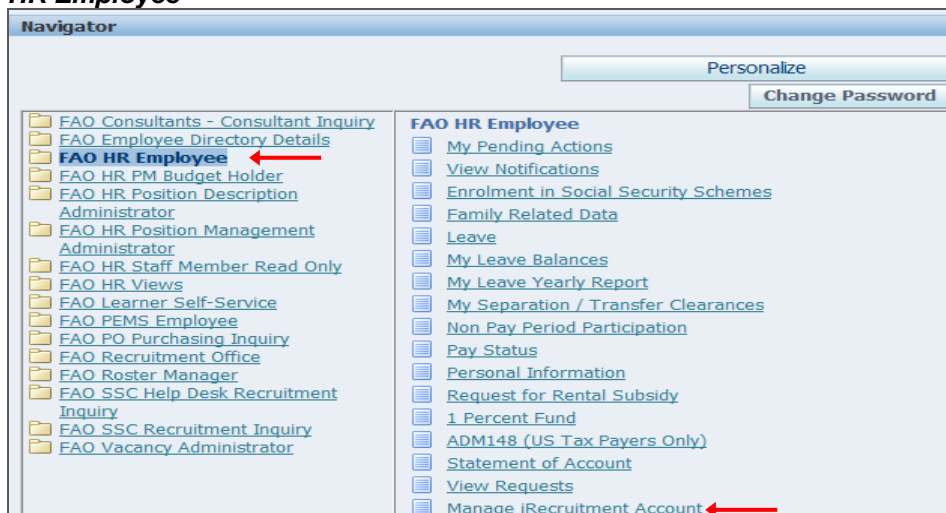 HR Employee
Navigator
Personalize
Change Password
FAO Consultants - Consultant Inquiry
FAO Employee Directory Details
FAO HR Employee
FAO HR PM Budget Holder
FAO HR Position Description
Administrator
FAO HR Position Management
Administrator
FAO HR Staff Member Read Only
FAO HR Views
FAO Learner Self-Service
FAO PEMS Employee
FAO PO Purchasing Inquiry
FAO Recruitment Office
FAO Roster Manager
FAO SSC Help Desk Recruitment
Inquiry
FAO SSC Recruitment Inquiry
FAO Vacancy Administrator
FAO HR Employee
My Pending Actions
View Notifications
Enrolment in Social Security Schemes
Family Related Data
Leave
My Leave Balances
My Leave Yearly Report
My Separation / Transfer Clearances
Non Pay Period Participation
Pay Status
Personal Information
Request for Rental Subsidy
1 Percent Fund
ADM148 (US Tax Payers Only)
Statement of Account
View Requests
Manage iRecruitment Account